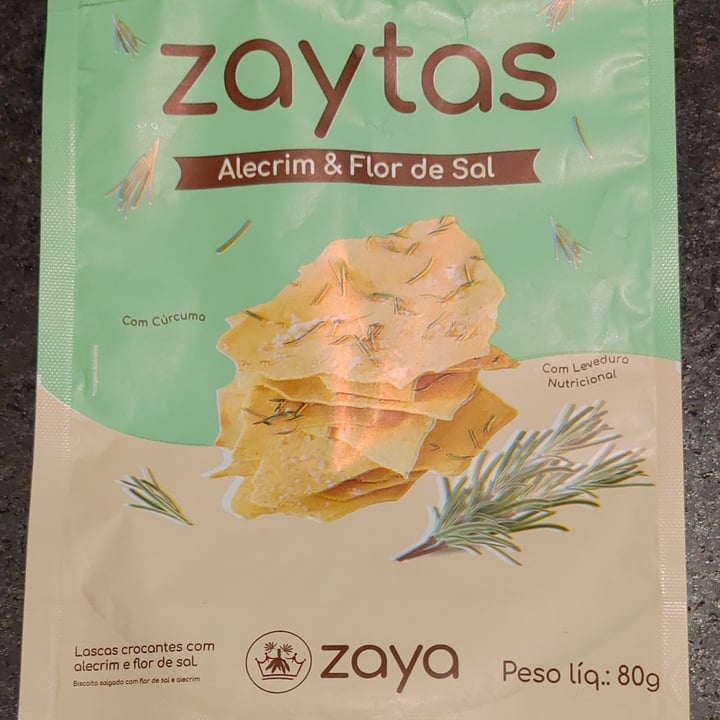 zaytas
Alecrim & Flor de Sal
Com Cúrcuma
Com Levedura
Nutricional
Lascas crocantes com
alecrim e flor de sal
Biscoito salgado com flor de sal e alecrim
zaya
Peso líq.: 80g